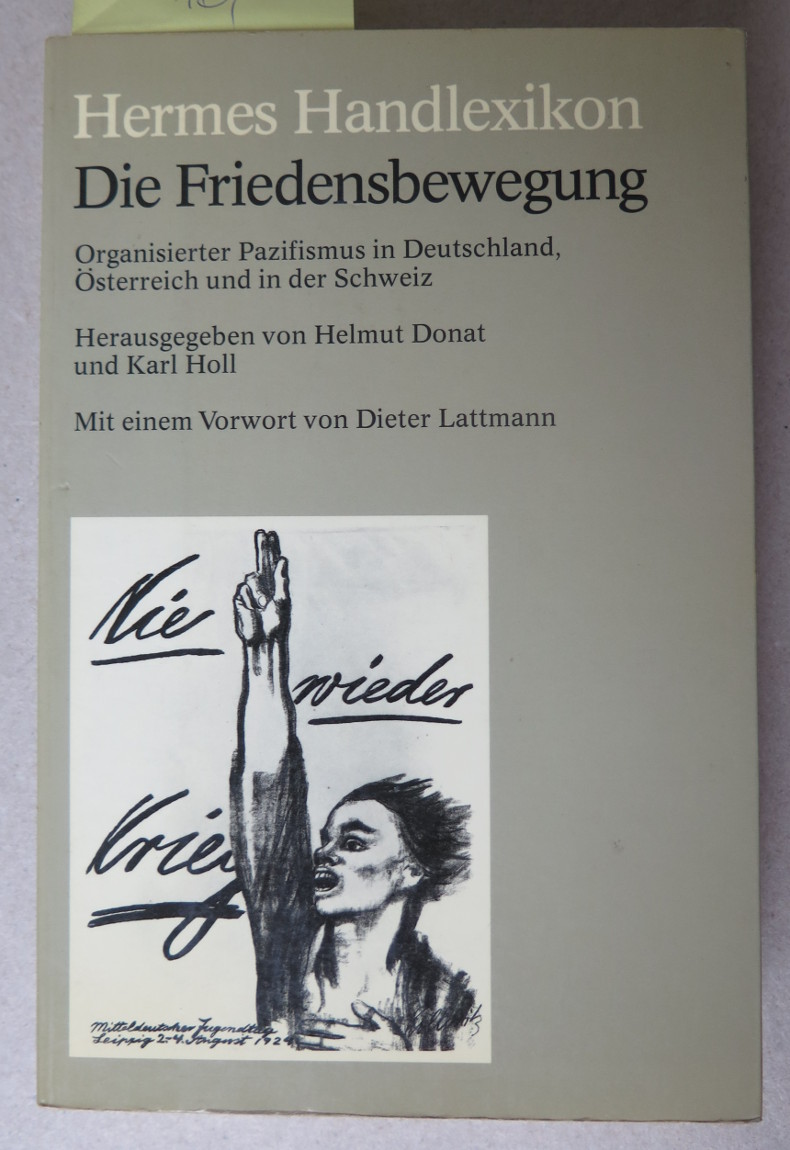 Hermes Handlexikon
Die Friedensbewegung
Organisierter Pazifismus in Deutschland,
Österreich und in der Schweiz
Herausgegeben von Helmut Donat
und Karl Holl
Mit einem Vorwort von Dieter Lattmann
Nie
wieder
Krieg
Mitteldeutscher Jugendtag
Leipzig 2-4. August 1924